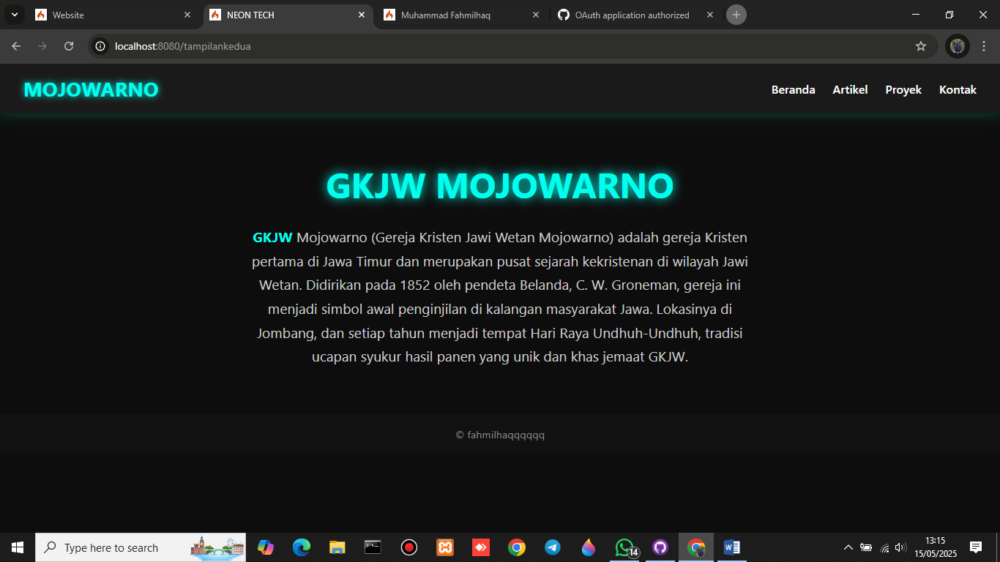 Website
NEON TECH
Muhammad Fahmilhaq
OAuth application authorized
localhost:8080/tampilankedua
MOJOWARNO
Beranda
Artikel
Proyek
Kontak
GKJW MOJOWARNO
GKJW Mojowarno (Gereja Kristen Jawi Wetan Mojowarno) adalah gereja Kristen
pertama di Jawa Timur dan merupakan pusat sejarah kekristenan di wilayah Jawi
Wetan. Didirikan pada 1852 oleh pendeta Belanda, C. W. Groneman, gereja ini
menjadi simbol awal penginjilan di kalangan masyarakat Jawa. Lokasinya di
Jombang, dan setiap tahun menjadi tempat Hari Raya Undhuh-Undhuh, tradisi
ucapan syukur hasil panen yang unik dan khas jemaat GKJW.
© fahmilhaqqqqqq
Type here to search
14
13:15
15/05/2025